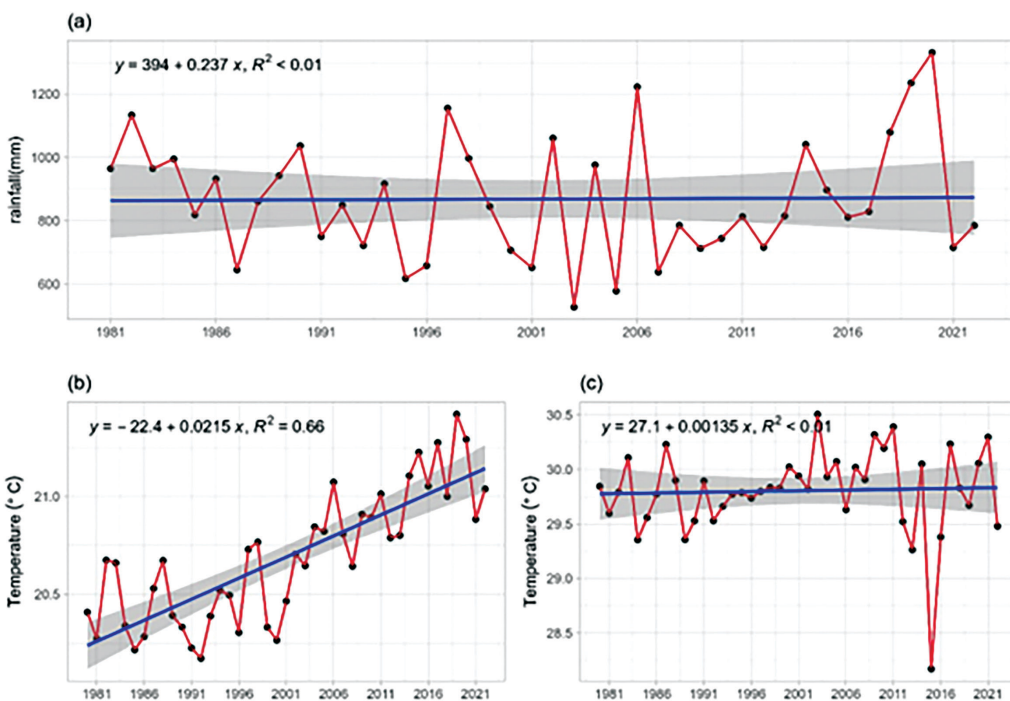 (a)
y = 394 + 0.237 x, R² < 0.01
rainfall(mm)
1200
1000
800
600
1981 1986 1991 1996 2001 2006 2011 2016 2021
(b)
y = − 22.4 + 0.0215 x, R² = 0.66
Temperature (° C)
21.0
20.5
1981 1986 1991 1996 2001 2006 2011 2016 2021
(c)
y = 27.1 + 0.00135 x, R² < 0.01
Temperature (° C)
30.5
30.0
29.5
29.0
28.5
1981 1986 1991 1996 2001 2006 2011 2016 2021